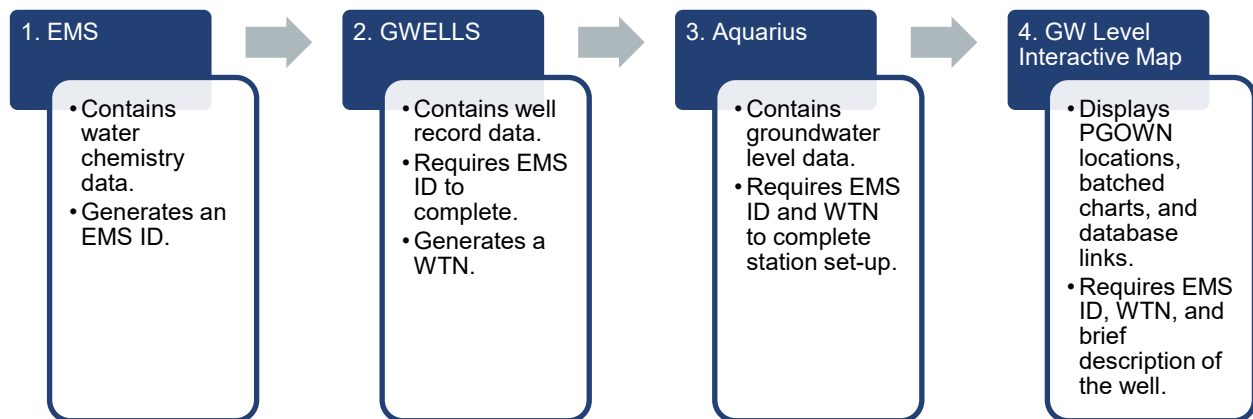 1. EMS
• Contains
water
chemistry
data.
• Generates an
EMS ID.
2. GWELLS
• Contains well
record data.
• Requires EMS
ID to
complete.
• Generates a
WTN.
3. Aquarius
• Contains
groundwater
level data.
• Requires EMS
ID and WTN
to complete
station set-up.
4. GW Level
Interactive Map
• Displays
PGOWN
locations,
batched
charts, and
database
links.
• Requires EMS
ID, WTN, and
brief
description of
the well.